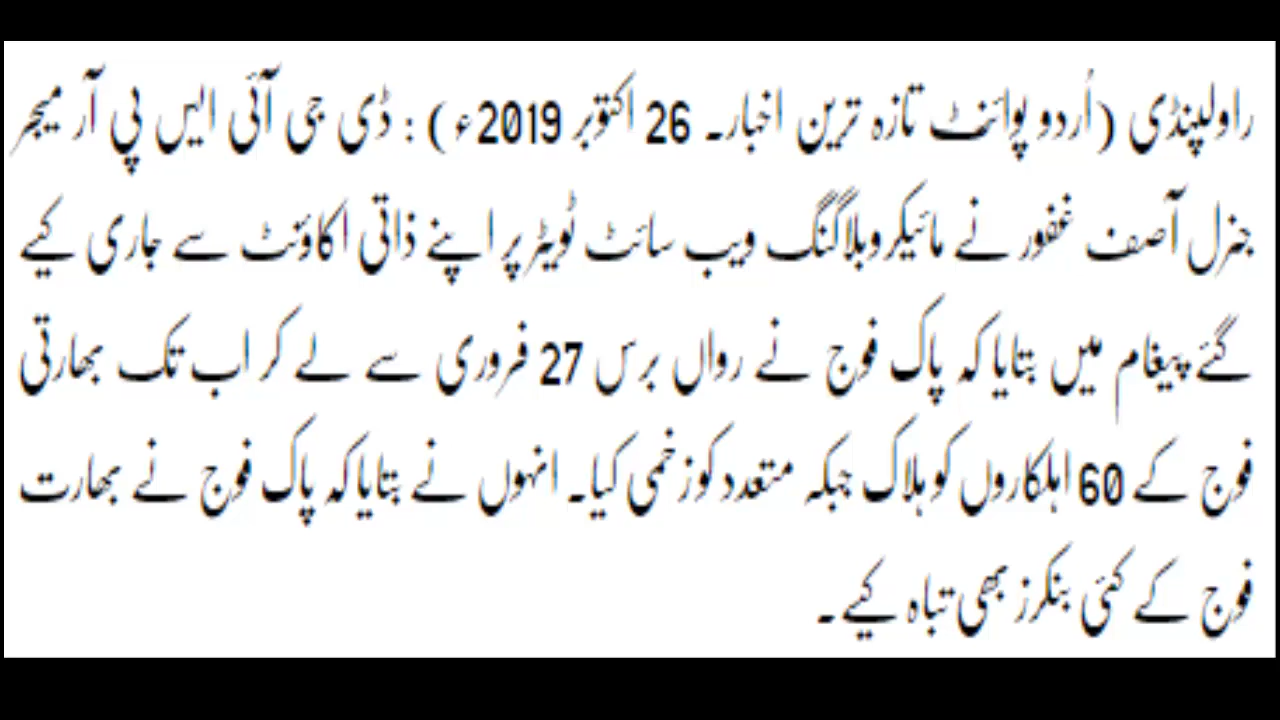 راولپنڈی (اُردو پوائنٹ تازہ ترین اخبار۔ 26 اکتوبر 2019ء) : ڈی جی آئی ایس پی آر میجر
جنرل آصف غفور نے مائیکروبلاگنگ ویب سائٹ ٹویٹر پر اپنے ذاتی اکاؤنٹ سے جاری کیے
گئے پیغام میں بتایا کہ پاک فوج نے رواں برس 27 فروری سے لے کر اب تک بھارتی
فوج کے 60 اہلکاروں کو ہلاک جبکہ متعدد کو زخمی کیا۔ انہوں نے بتایا کہ پاک فوج نے بھارت
فوج کے کئی بنکرز بھی تباہ کیے ۔